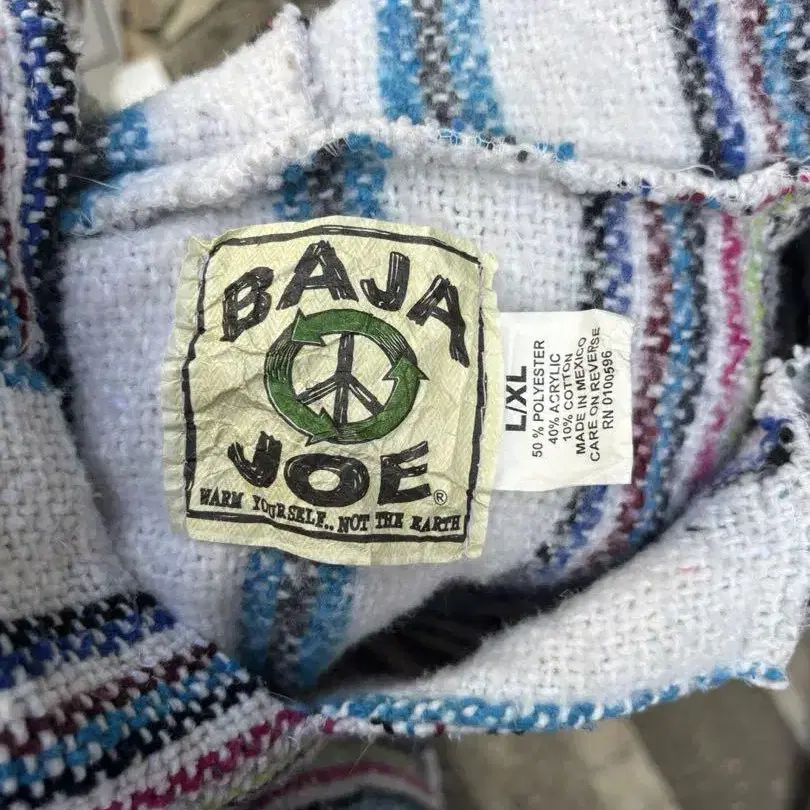 BAJA
JOE®
WARM YOURSELF.. NOT THE EARTH
L/XL
50 % POLYESTER
40% ACRYLIC
10% COTTON
MADE IN MEXICO
CARE ON REVERSE
RN 0100596